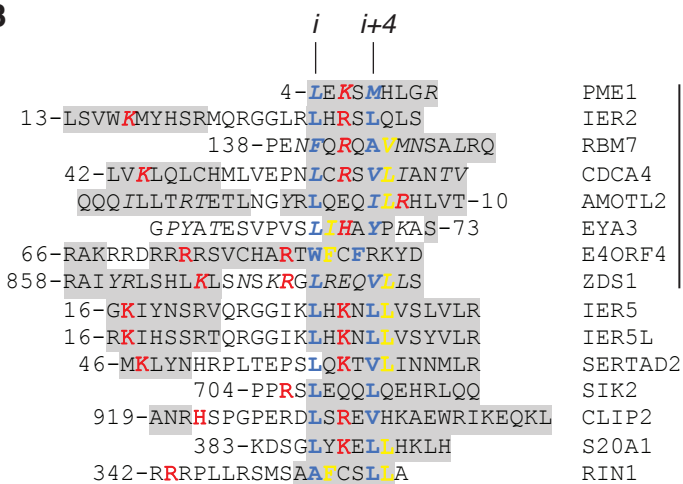 B
i i+4
4-LEKSMHLGR PME1
13-LSVWKMYHSRMQRGGLRLHRSLQLS IER2
138-PENFQRQAVMNSALRQ RBM7
42-LVKLQLCHMLVEPNLCRSVLIANTV CDCA4
QQQILLTRTETLNGYRLQEQILRHLVT-10 AMOTL2
GPYATESVPVSLIHAYPKAS-73 EYA3
66-RAKRRDRRRRSVCHARTWFCFRKYD E4ORF4
858-RAIYRLSHLKLSNSKRGLREQVLLS ZDS1
16-GKIYNSRVQRGGIKLHKNLLVSLVLR IER5
16-RKIHSSRTQRGGIKLHKNLLVSYVLR IER5L
46-MKLYNHRPLTEPSLQKTVLINNMLR SERTAD2
704-PPRSLEQQLQEHRLQQ SIK2
919-ANRHSPGPERDLSREVHKAEWRIKEQKL CLIP2
383-KDSGLYKELLHKLH S20A1
342-RRRPLLRSMSAAFCSLLA RIN1